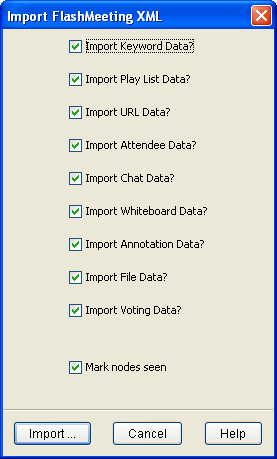 Import FlashMeeting XML
Import Keyword Data?
Import Play List Data?
Import URL Data?
Import Attendee Data?
Import Chat Data?
Import Whiteboard Data?
Import Annotation Data?
Import File Data?
Import Voting Data?
Mark nodes seen
Import ... Cancel Help